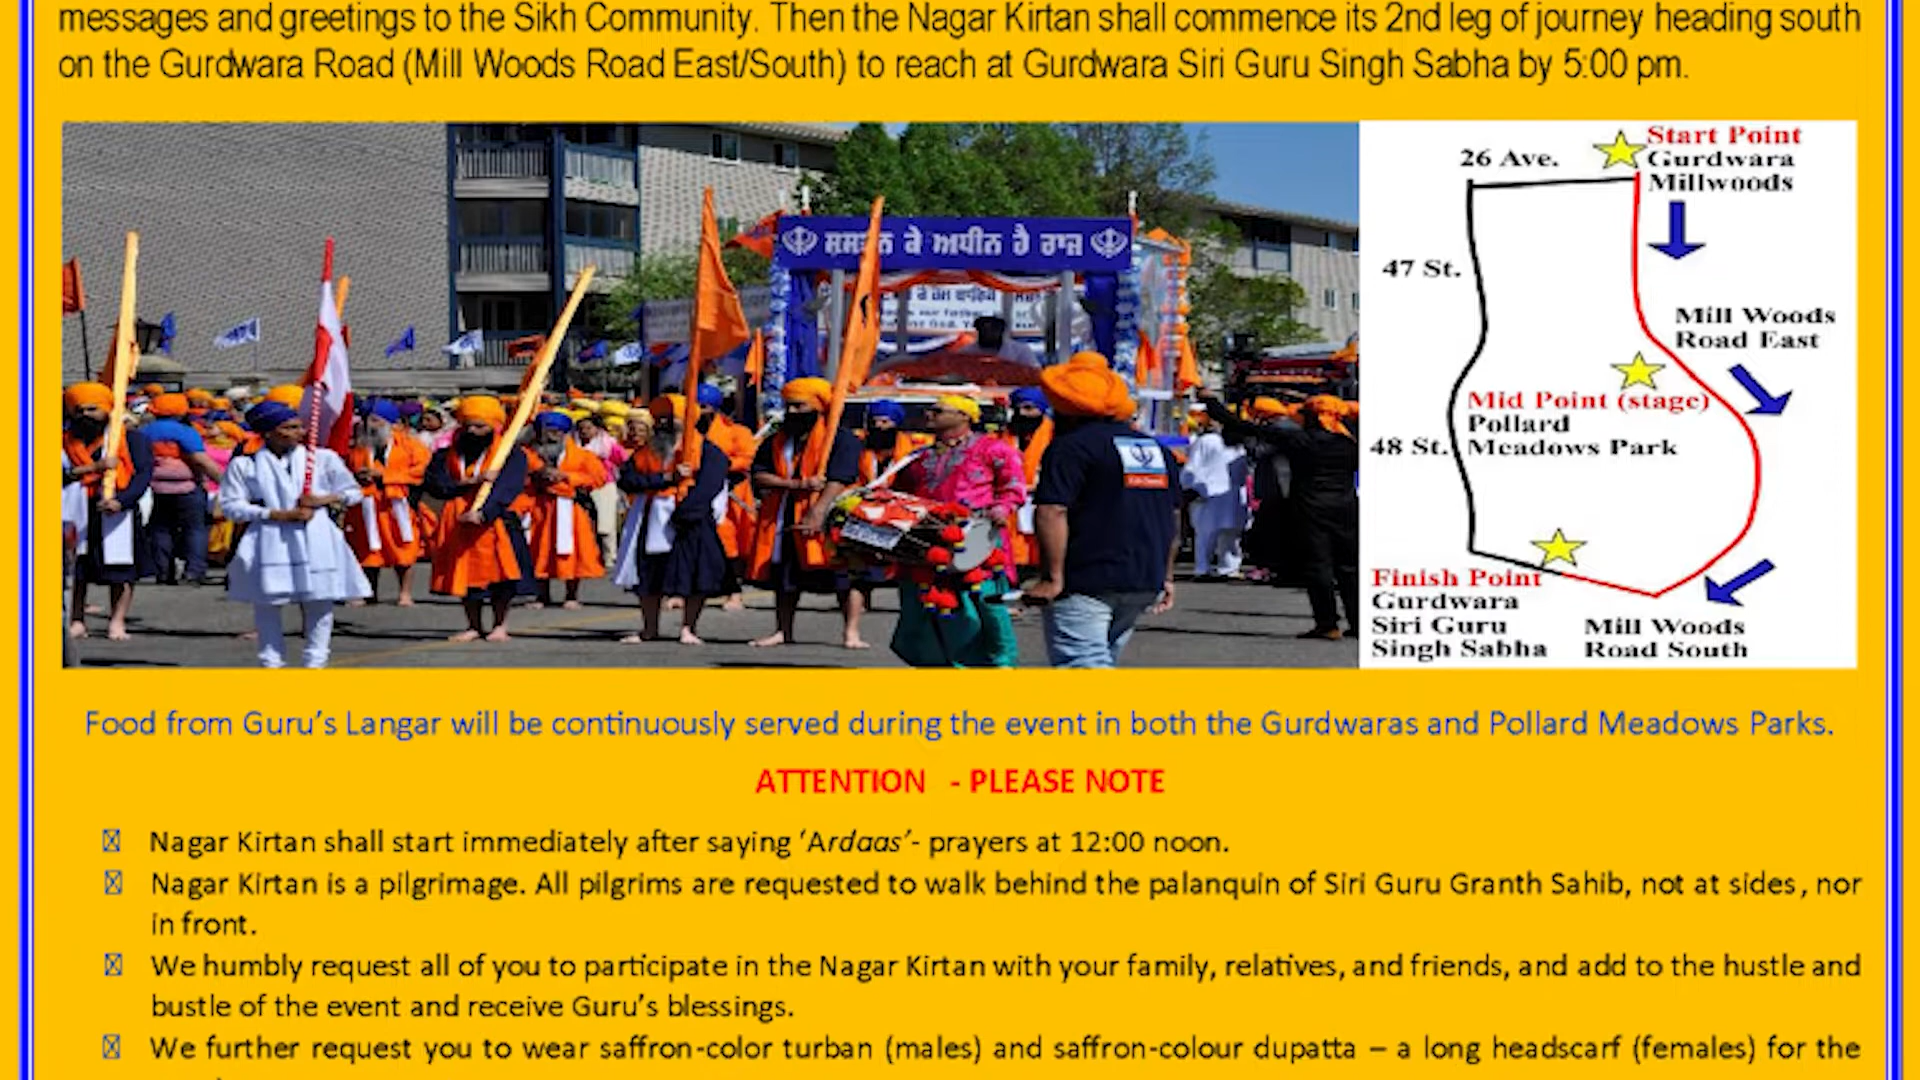 messages and greetings to the Sikh Community. Then the Nagar Kirtan shall commence its 2nd leg of journey heading south
on the Gurdwara Road (Mill Woods Road East/South) to reach at Gurdwara Siri Guru Singh Sabha by 5:00 pm.
ਸਸਤ੍ਰਨ ਕੇ ਅਧੀਨ ਹੈ ਰਾਜ
Start Point
26 Ave.
Gurdwara
Millwoods
47 St.
Mill Woods
Road East
Mid Point (stage)
Pollard
48 St.
Meadows Park
Finish Point
Gurdwara
Siri Guru
Singh Sabha
Mill Woods
Road South
Food from Guru’s Langar will be continuously served during the event in both the Gurdwaras and Pollard Meadows Parks.
ATTENTION - PLEASE NOTE
Nagar Kirtan shall start immediately after saying ‘Ardaas’- prayers at 12:00 noon.
Nagar Kirtan is a pilgrimage. All pilgrims are requested to walk behind the palanquin of Siri Guru Granth Sahib, not at sides, nor
in front.
We humbly request all of you to participate in the Nagar Kirtan with your family, relatives, and friends, and add to the hustle and
bustle of the event and receive Guru’s blessings.
We further request you to wear saffron-color turban (males) and saffron-colour dupatta – a long headscarf (females) for the